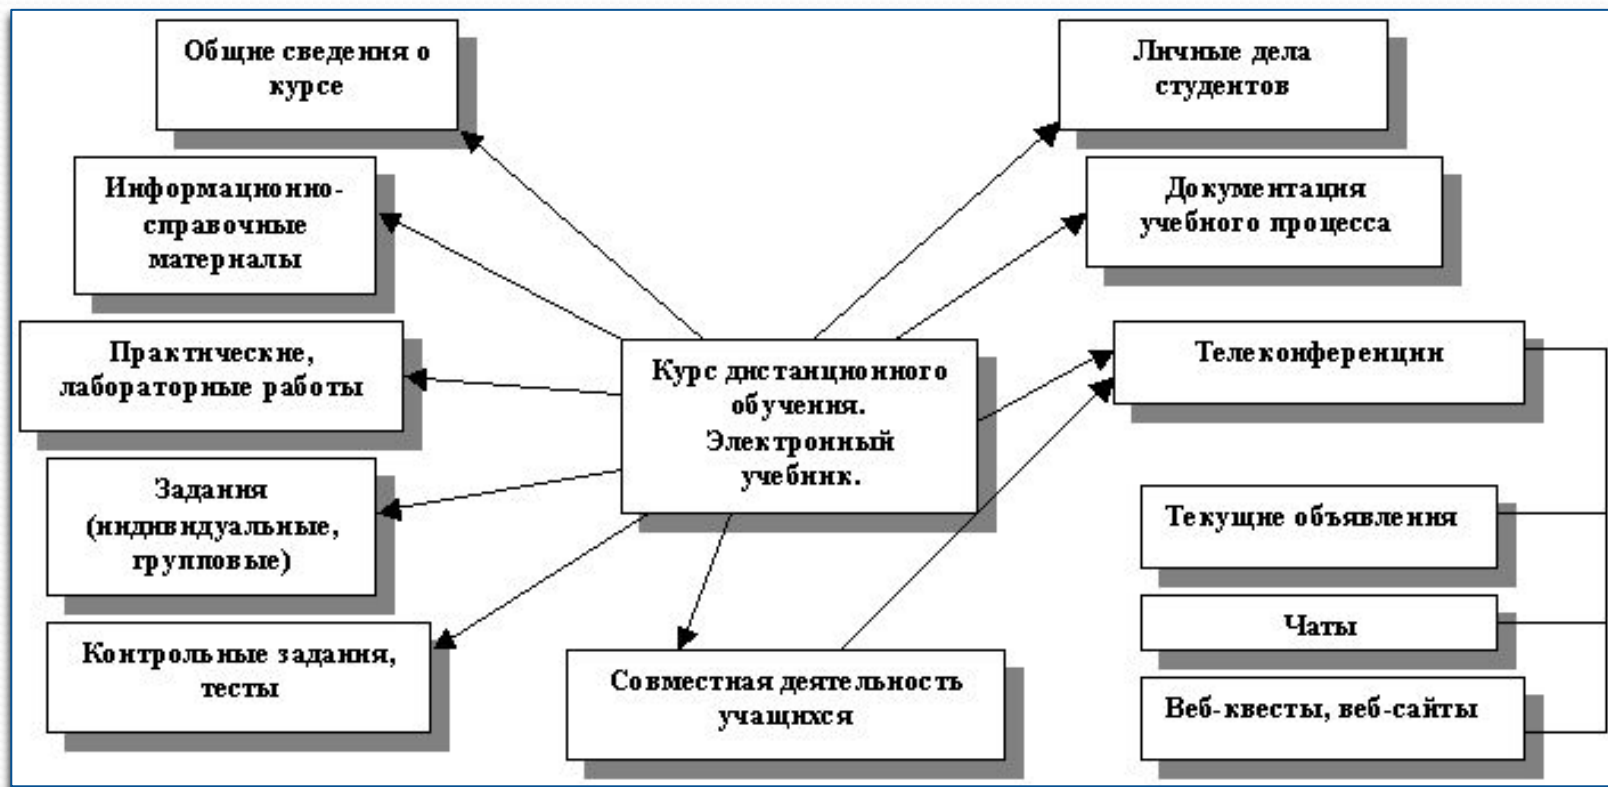 Общие сведения о
курсе
Информационно-
справочные
материалы
Практические,
лабораторные работы
Задания
(индивидуальные,
групповые)
Контрольные задания,
тесты
Курс дистанционного
обучения.
Электронный
учебник.
Совместная деятельность
учащихся
Личные дела
студентов
Документация
учебного процесса
Телеконференции
Текущие объявления
Чаты
Веб-квесты, веб-сайты